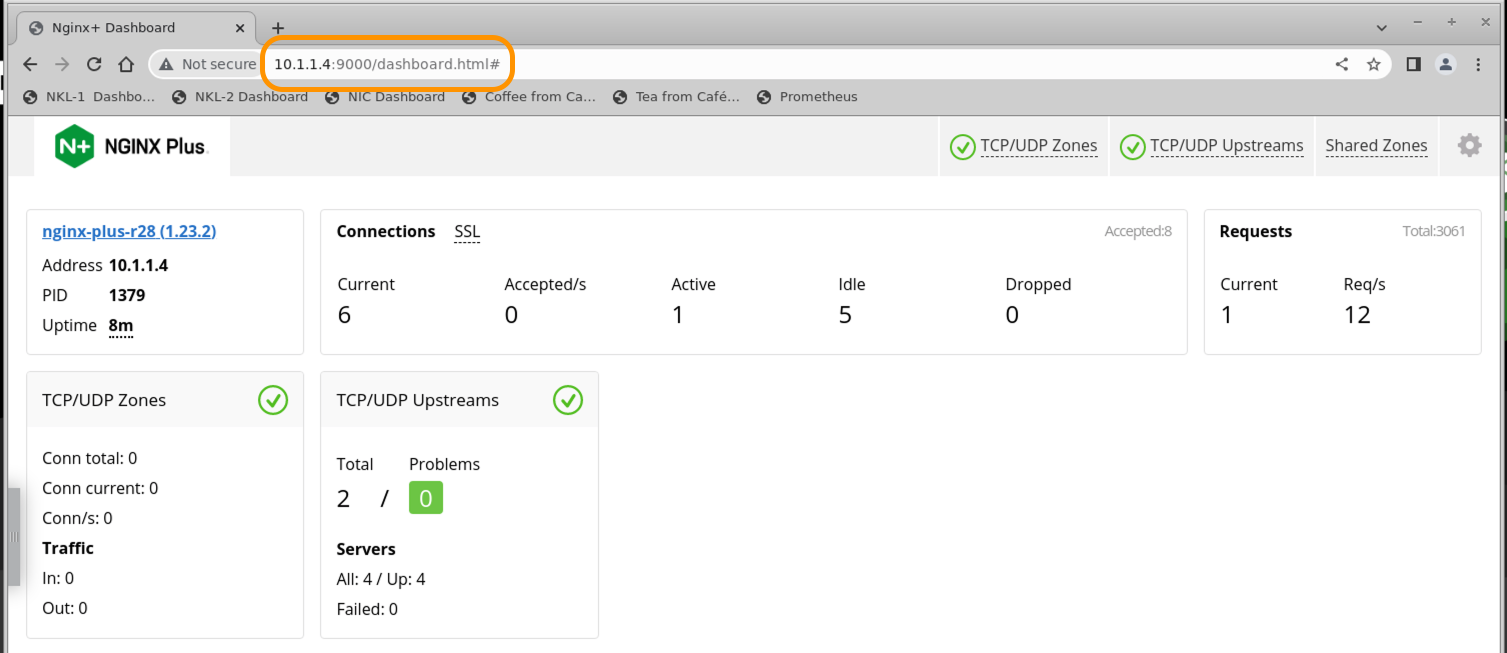 Nginx+ Dashboard
Not secure 10.1.1.4:9000/dashboard.html#
NKL-1 Dashbo... NKL-2 Dashboard NIC Dashboard Coffee from Ca... Tea from Café... Prometheus
N+ NGINX Plus TCP/UDP Zones TCP/UDP Upstreams Shared Zones
nginx-plus-r28 (1.23.2)
Address 10.1.1.4
PID 1379
Uptime 8m
Connections SSL Accepted:8
Current Accepted/s Active Idle Dropped
6 0 1 5 0
Requests Total:3061
Current Req/s
1 12
TCP/UDP Zones
Conn total: 0
Conn current: 0
Conn/s: 0
Traffic
In: 0
Out: 0
TCP/UDP Upstreams
Total Problems
2 / 0
Servers
All: 4 / Up: 4
Failed: 0